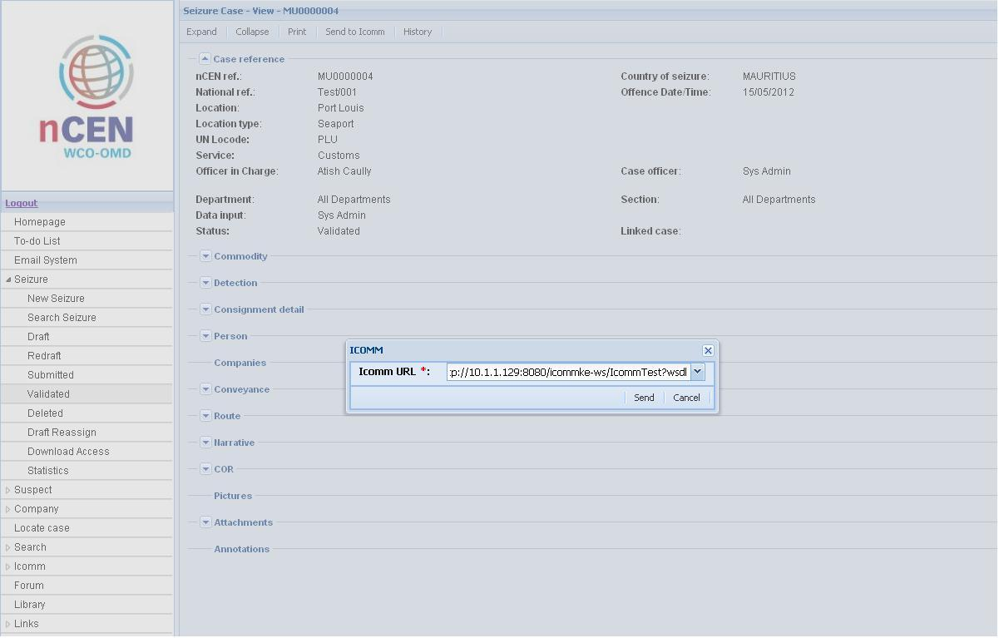 nCEN
WCO-OMD
Logout
Homepage
To-do List
Email System
Seizure
New Seizure
Search Seizure
Draft
Redraft
Submitted
Validated
Deleted
Draft Reassign
Download Access
Statistics
Suspect
Company
Locate case
Search
Icomm
Forum
Library
Links
Seizure Case - View - MU0000004
Expand Collapse Print Send to Icomm History
Case reference
nCEN ref.: MU0000004 Country of seizure: MAURITIUS
National ref.: Test/001 Offence Date/Time: 15/05/2012
Location: Port Louis
Location type: Seaport
UN Locode: PLU
Service: Customs
Officer in Charge: Atish Caully Case officer: Sys Admin
Department: All Departments Section: All Departments
Data input: Sys Admin
Status: Validated Linked case:
Commodity
Detection
Consignment detail
Person
Companies
Conveyance
Route
Narrative
COR
Pictures
Attachments
Annotations
ICOMM
Icomm URL *: p://10.1.1.129:8080/icommke-ws/IcommTest?wsdl
Send Cancel